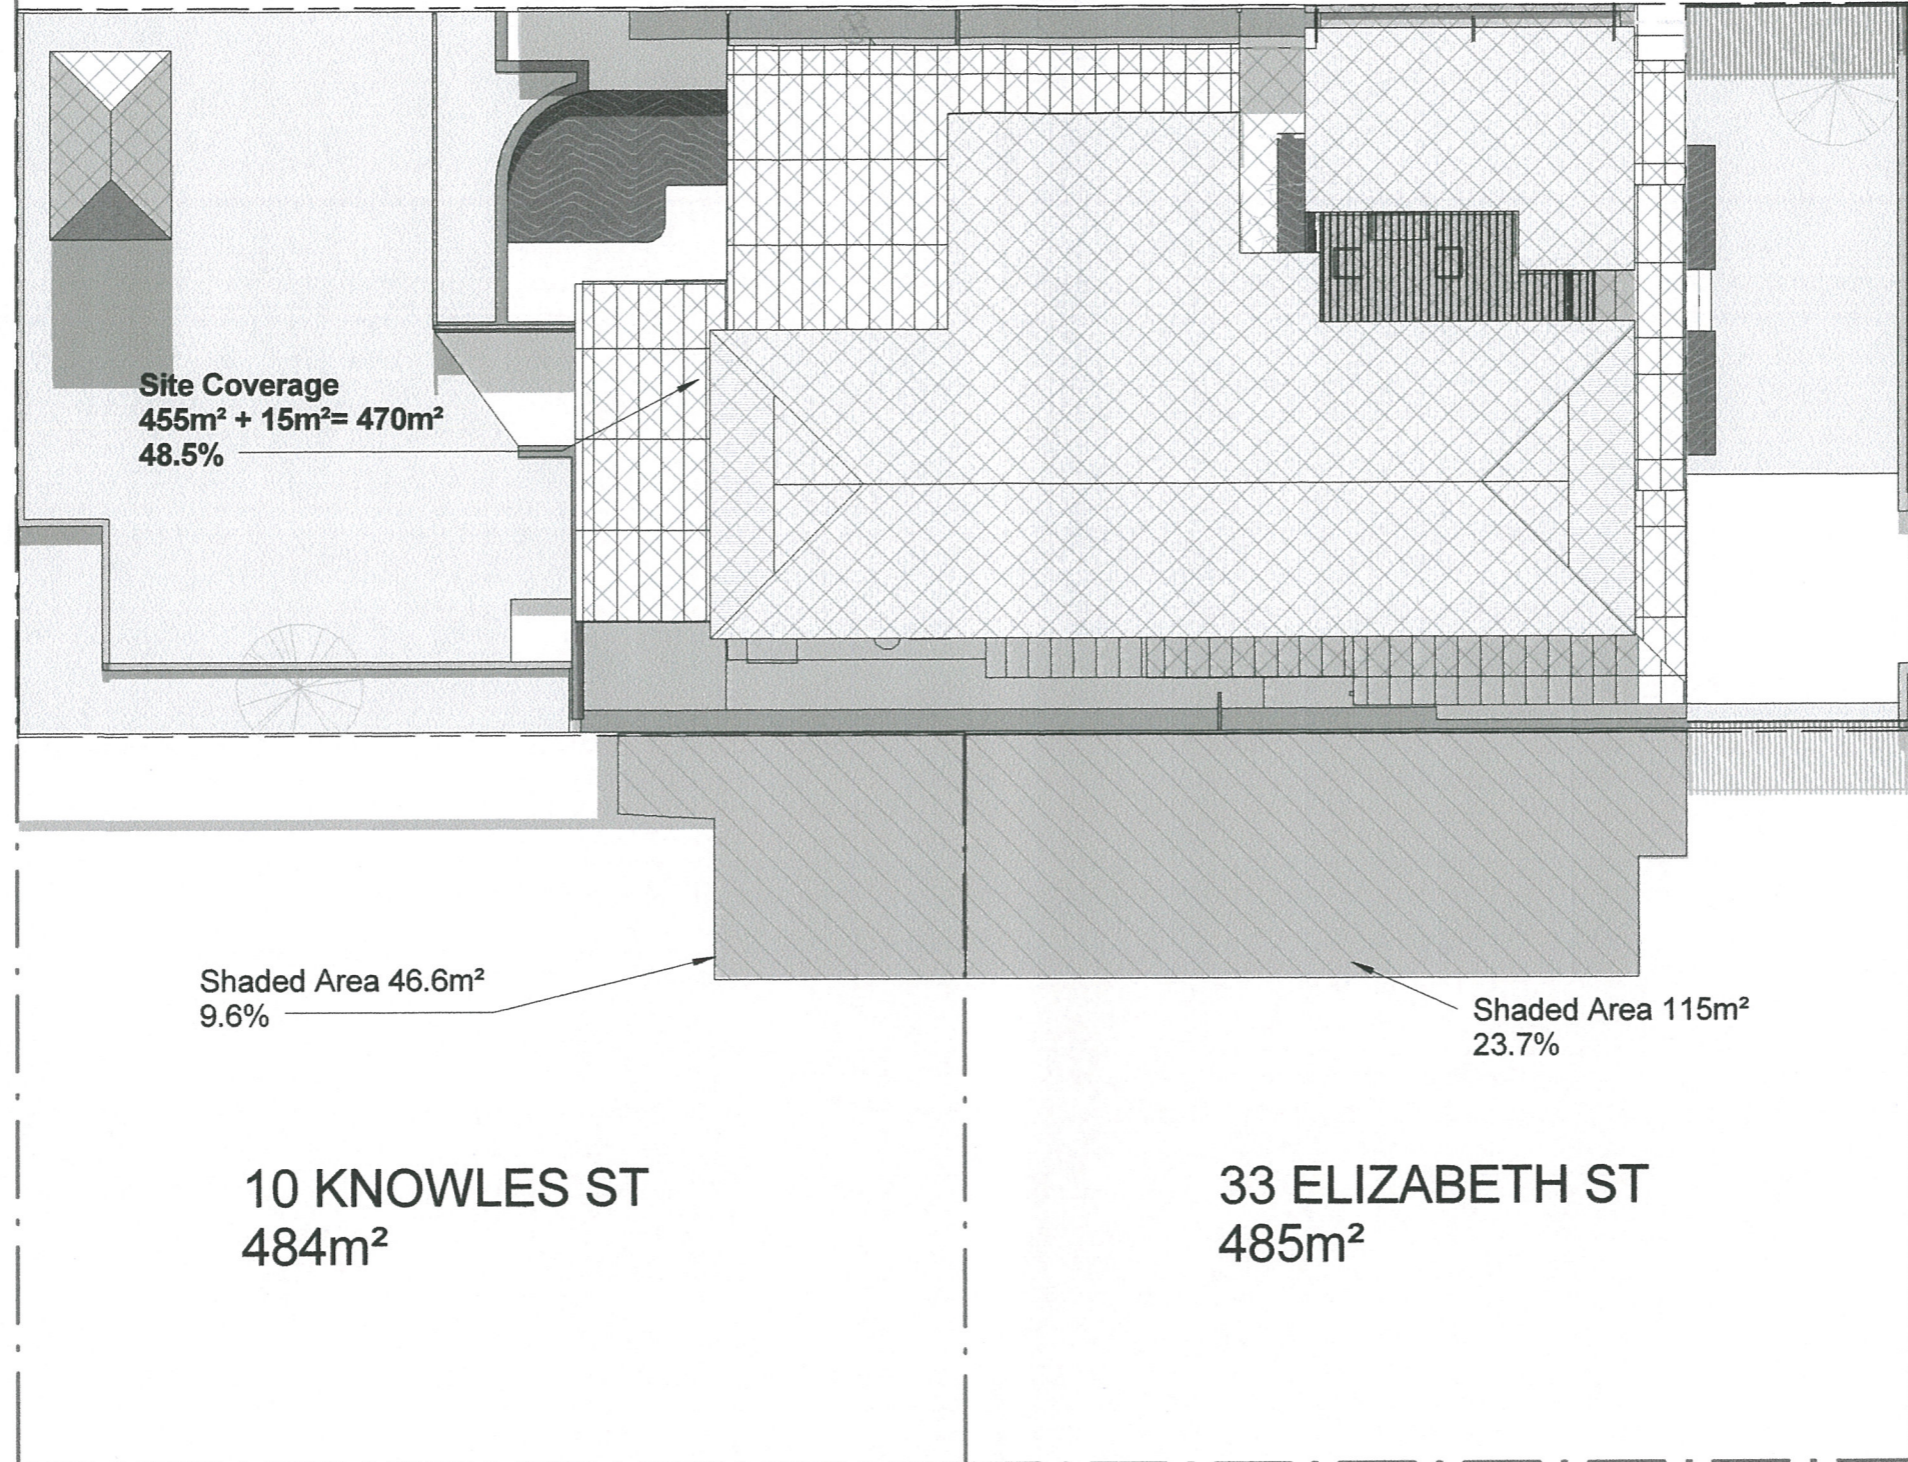 Site Coverage
455m² + 15m²= 470m²
48.5%
Shaded Area 46.6m²
9.6%
Shaded Area 115m²
23.7%
10 KNOWLES ST
484m²
33 ELIZABETH ST
485m²